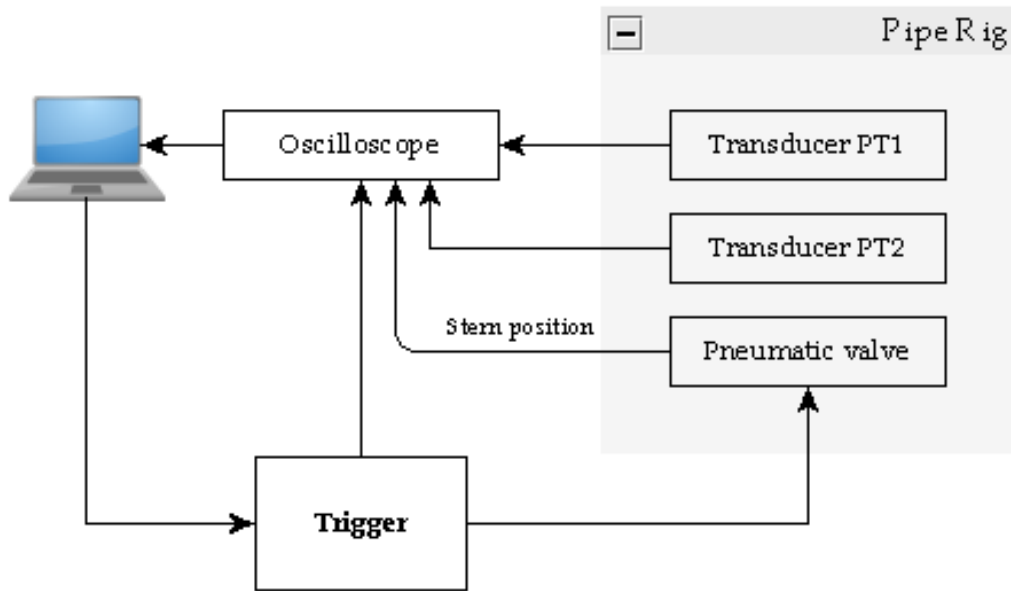 Pipe Rig
Oscilloscope
Transducer PT1
Transducer PT2
Stem position
Pneumatic valve
Trigger